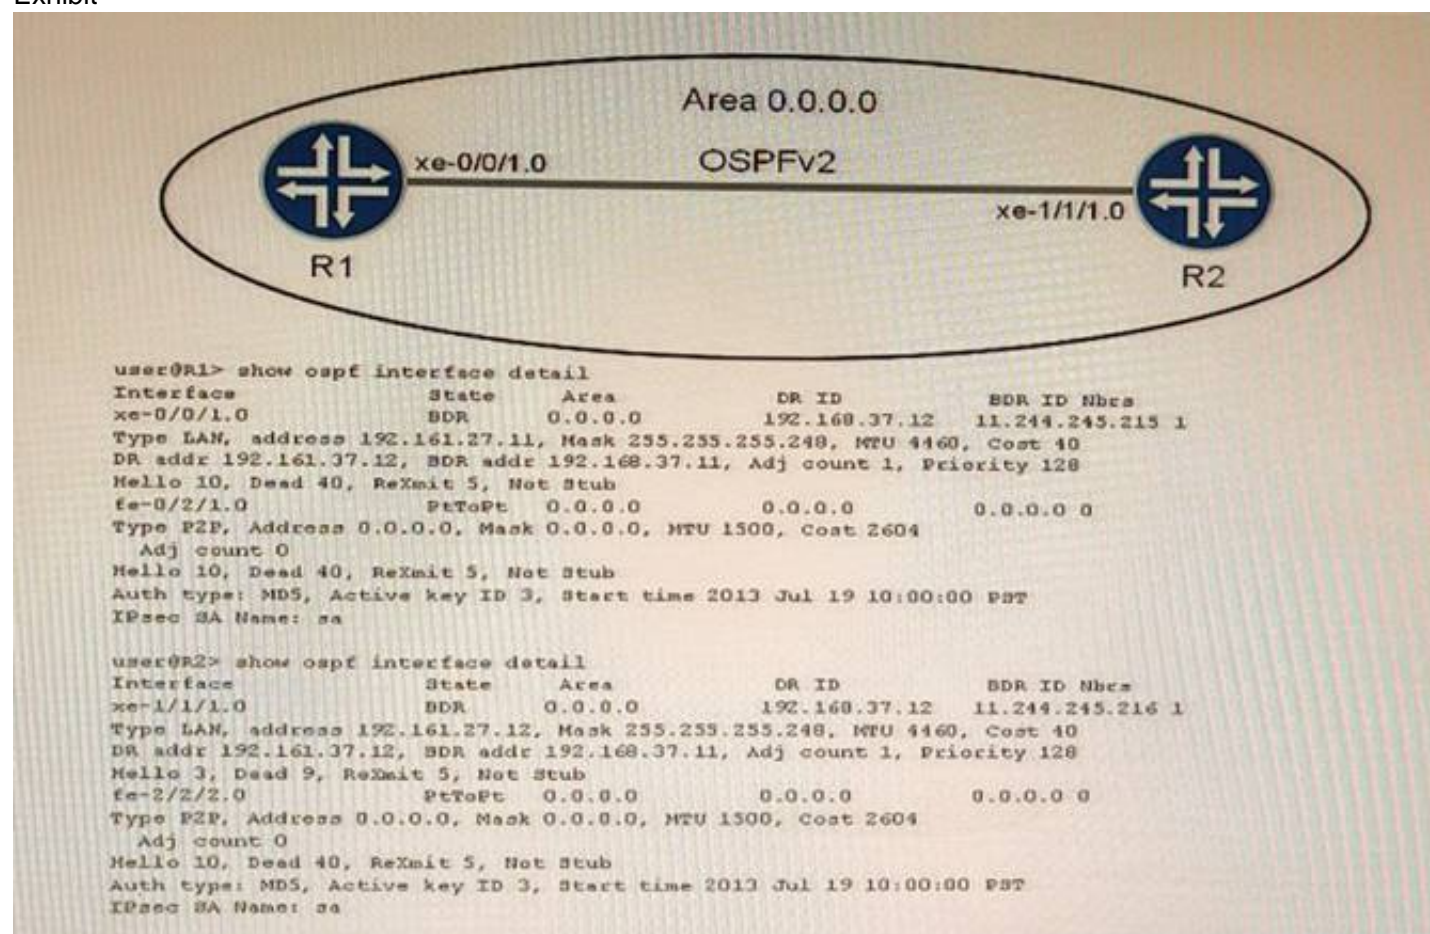 Exhibit
Area 0.0.0.0
xe-0/0/1.0
OSPFv2
xe-1/1/1.0
R1
R2
user@R1> show ospf interface detail
Interface State Area DR ID BDR ID Nbrs
xe-0/0/1.0 BDR 0.0.0.0 192.168.37.12 11.244.245.215 1
Type LAN, address 192.161.27.11, Mask 255.255.255.248, MTU 4460, Cost 40
DR addr 192.161.37.12, BDR addr 192.168.37.11, Adj count 1, Priority 128
Hello 10, Dead 40, ReXmit 5, Not Stub
fe-0/2/1.0 PtToPt 0.0.0.0 0.0.0.0 0.0.0.0 0
Type P2P, Address 0.0.0.0, Mask 0.0.0.0, MTU 1500, Cost 2604
Adj count 0
Hello 10, Dead 40, ReXmit 5, Not Stub
Auth type: MD5, Active key ID 3, Start time 2013 Jul 19 10:00:00 PST
IPsec SA Name: sa
user@R2> show ospf interface detail
Interface State Area DR ID BDR ID Nbrs
xe-1/1/1.0 BDR 0.0.0.0 192.168.37.12 11.244.245.216 1
Type LAN, address 192.161.27.12, Mask 255.255.255.248, MTU 4460, Cost 40
DR addr 192.161.37.12, BDR addr 192.168.37.11, Adj count 1, Priority 128
Hello 3, Dead 9, ReXmit 5, Not Stub
fe-2/2/2.0 PtToPt 0.0.0.0 0.0.0.0 0.0.0.0 0
Type P2P, Address 0.0.0.0, Mask 0.0.0.0, MTU 1500, Cost 2604
Adj count 0
Hello 10, Dead 40, ReXmit 5, Not Stub
Auth type: MD5, Active key ID 3, Start time 2013 Jul 19 10:00:00 PST
IPsec SA Name: sa